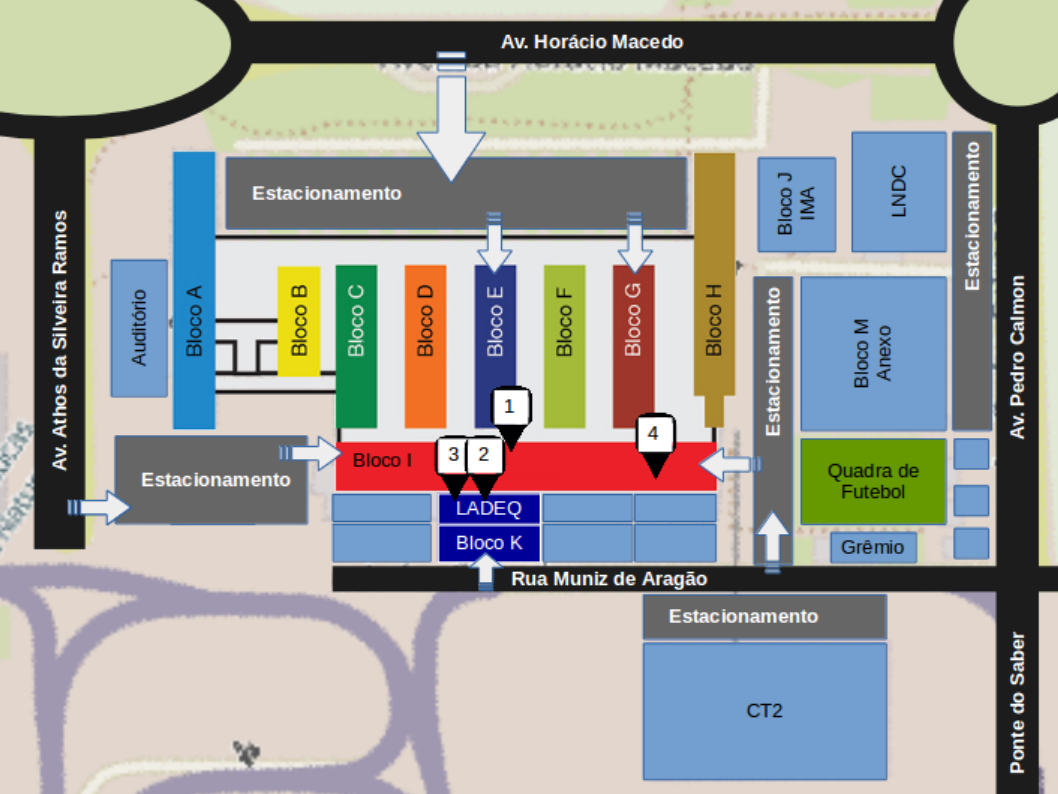 Av. Horácio Macedo
Estacionamento
Bloco J
IMA
LNDC
Estacionamento
Av. Athos da Silveira Ramos
Auditório
Bloco A
Bloco B
Bloco C
Bloco D
Bloco E
Bloco F
Bloco G
Bloco H
Estacionamento
Bloco M
Anexo
Av. Pedro Calmon
1
4
3
2
Bloco I
Estacionamento
Quadra de
Futebol
LADEQ
Bloco K
Grêmio
Rua Muniz de Aragão
Estacionamento
CT2
Ponte do Saber